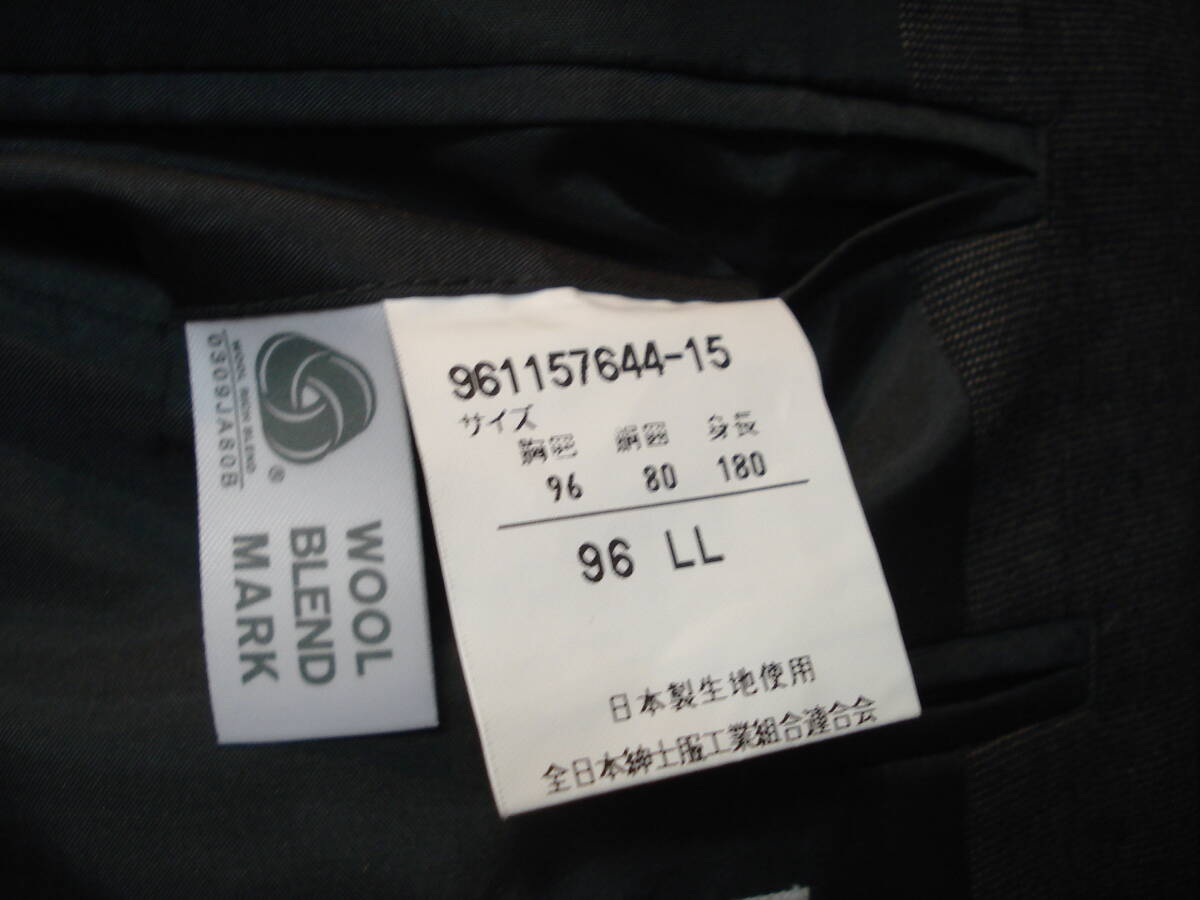 WOOL RICH BLEND
0309JA80B
®
WOOL
BLEND
MARK
961157644-15
サイズ
胸囲 胴囲 身長
96 80 180
96 LL
日本製生地使用
全日本紳士服工業組合連合会